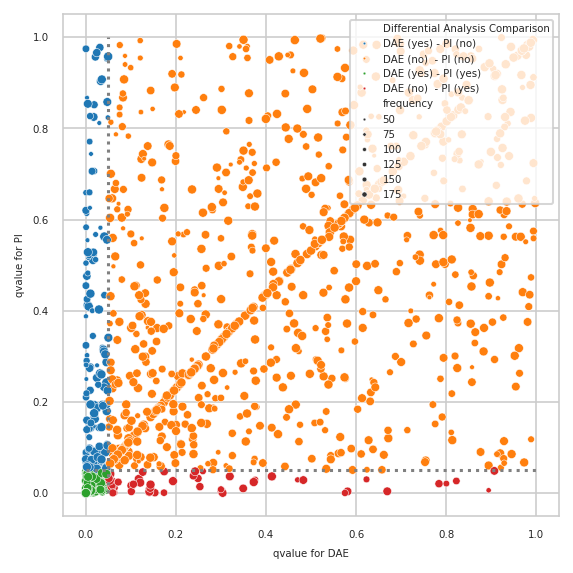 1.0
0.8
0.6
0.4
0.2
0.0
qvalue for PI
Differential Analysis Comparison
DAE (yes) - PI (no)
DAE (no)  - PI (no)
DAE (yes) - PI (yes)
DAE (no)  - PI (yes)
frequency
50
75
100
125
150
175
0.0 0.2 0.4 0.6 0.8 1.0
qvalue for DAE